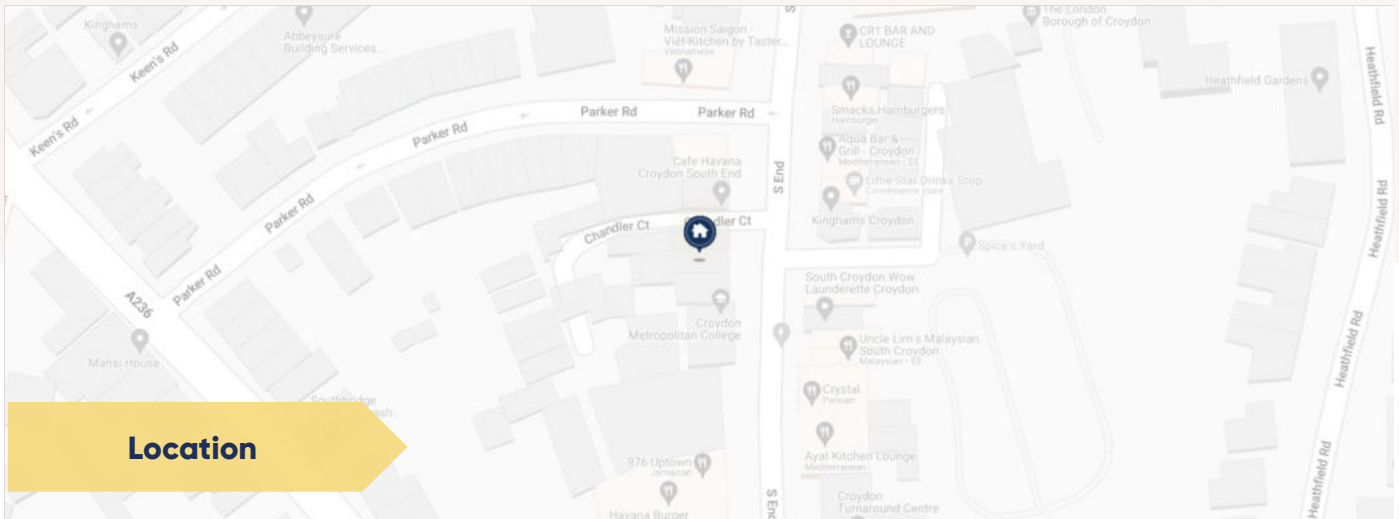 Kinghams
Keen's Rd
Keen's Rd
Abbeysure
Building Services...
Mission Saigon -
Viet-Kitchen by Taster...
Vietnamese
S
CR1 BAR AND
LOUNGE
The London
Borough of Croydon
Heathfield Gardens
Heathfield Rd
Parker Rd
Parker Rd
Parker Rd
Parker Rd
Parker Rd
Smacks Hamburgers
Hamburger
Aqua Bar &
Grill - Croydon
Mediterranean • ££
Little-Star Drinks Stop
Convenience store
Kinghams Croydon
Cafe Havana
Croydon South End
S End
Chandler Ct
Chandler Ct
Heathfield Rd
Spice's Yard
South Croydon Wow
Launderette Croydon
Croydon
Metropolitan College
A236
Mansi House
Uncle Lim's Malaysian
South Croydon
Malaysian • ££
Heathfield Rd
Crystal
Persian
Southbridge
Location
Ayat Kitchen Lounge
Mediterranean
876 Uptown
Jamaican
Havana Burger
S End
Croydon
Turnaround Centre
Heathfield Rd